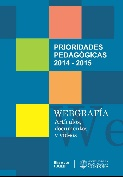 PRIORIDADES
PEDAGÓGICAS
2014 - 2015
WEBGRAFÍA
Artículos,
documentos
y videos